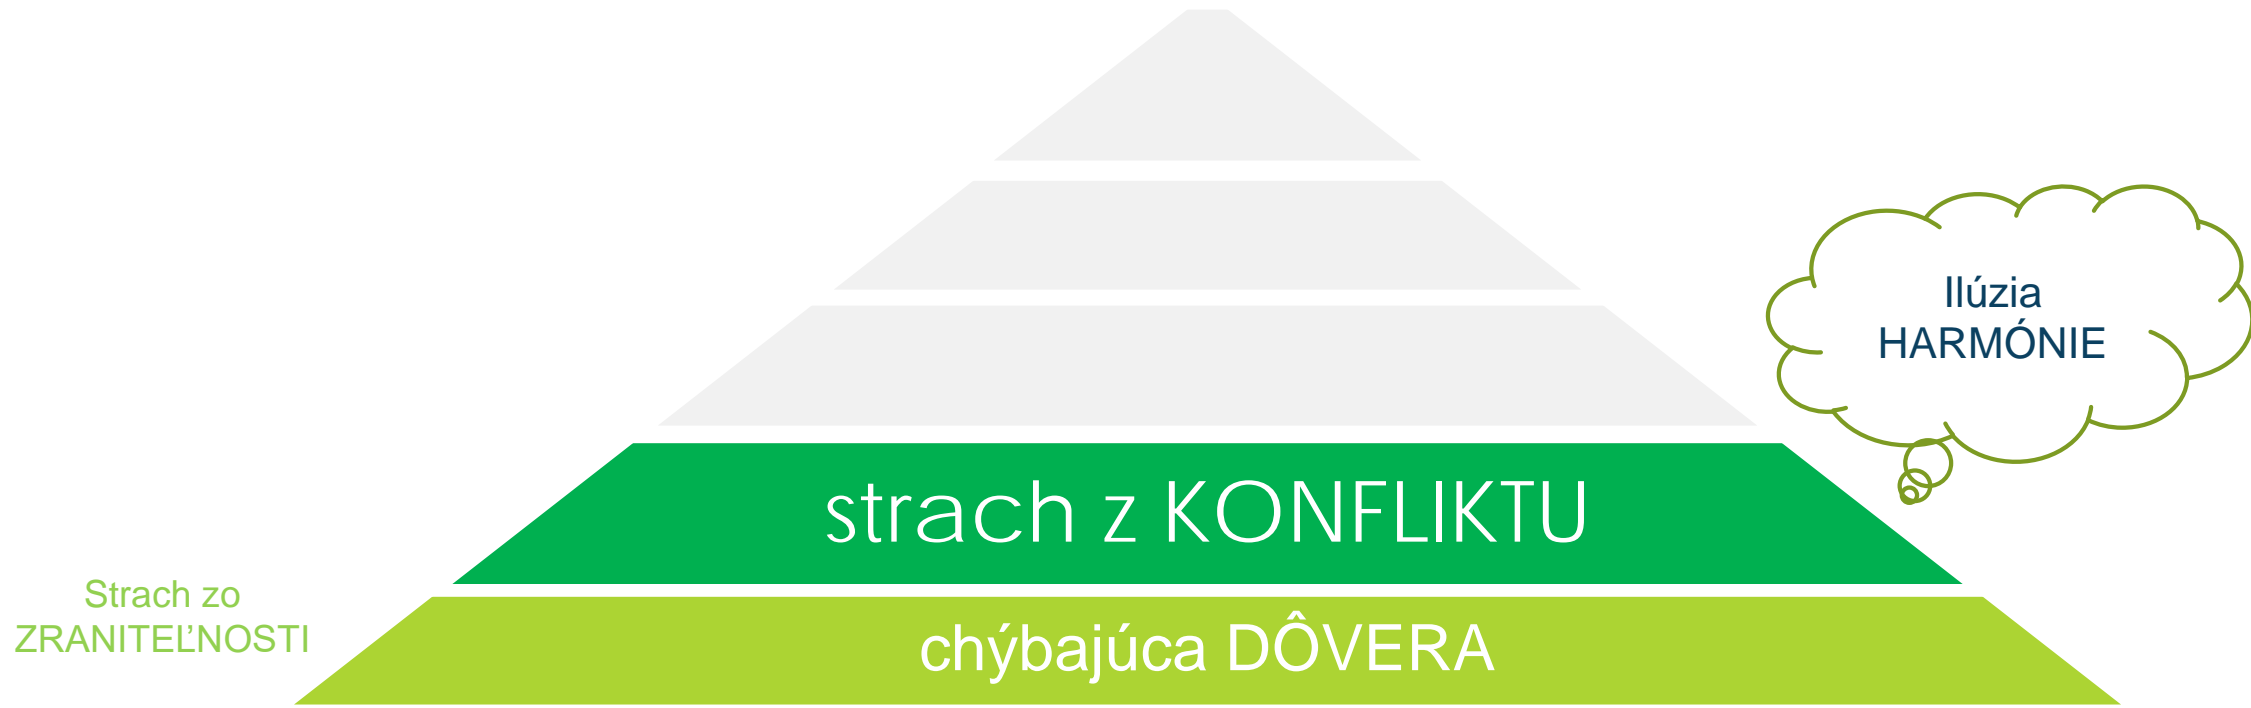 Ilúzia
HARMÓNIE
strach z KONFLIKTU
Strach zo
ZRANITEĽNOSTI
chýbajúca DÔVERA